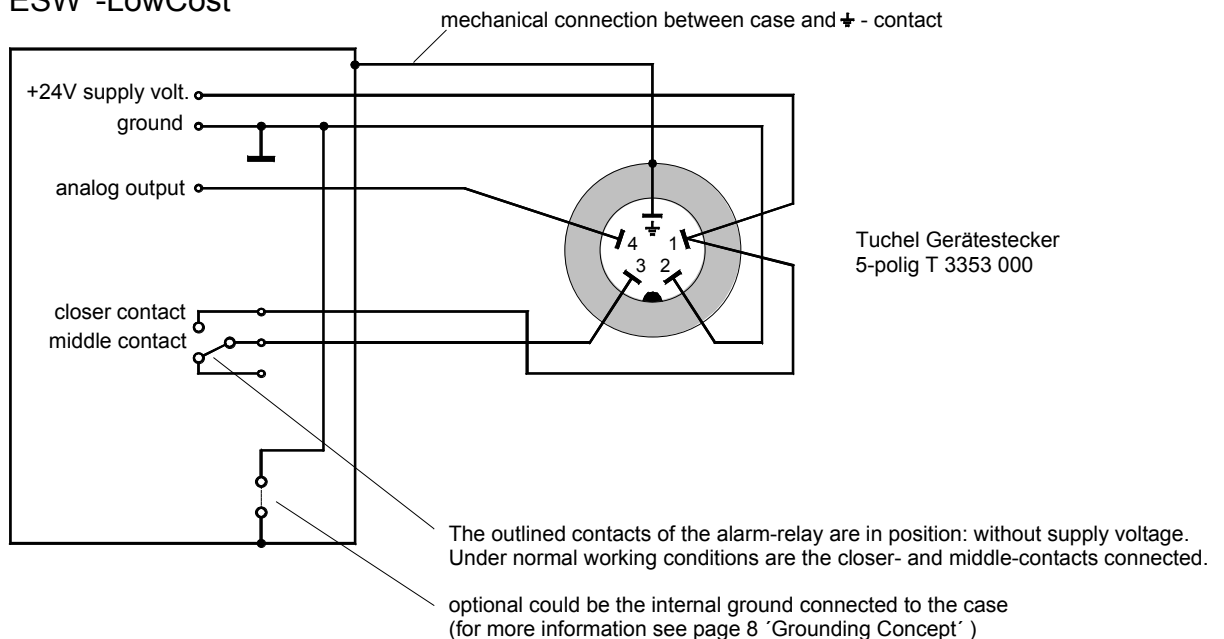 ESW -LowCost
mechanical connection between case and ⏚ - contact
+24V supply volt.
ground
analog output
4 1
3 2
Tuchel Gerätestecker
5-polig T 3353 000
closer contact
middle contact
The outlined contacts of the alarm-relay are in position: without supply voltage.
Under normal working conditions are the closer- and middle-contacts connected.
optional could be the internal ground connected to the case
(for more information see page 8 ´Grounding Concept´ )